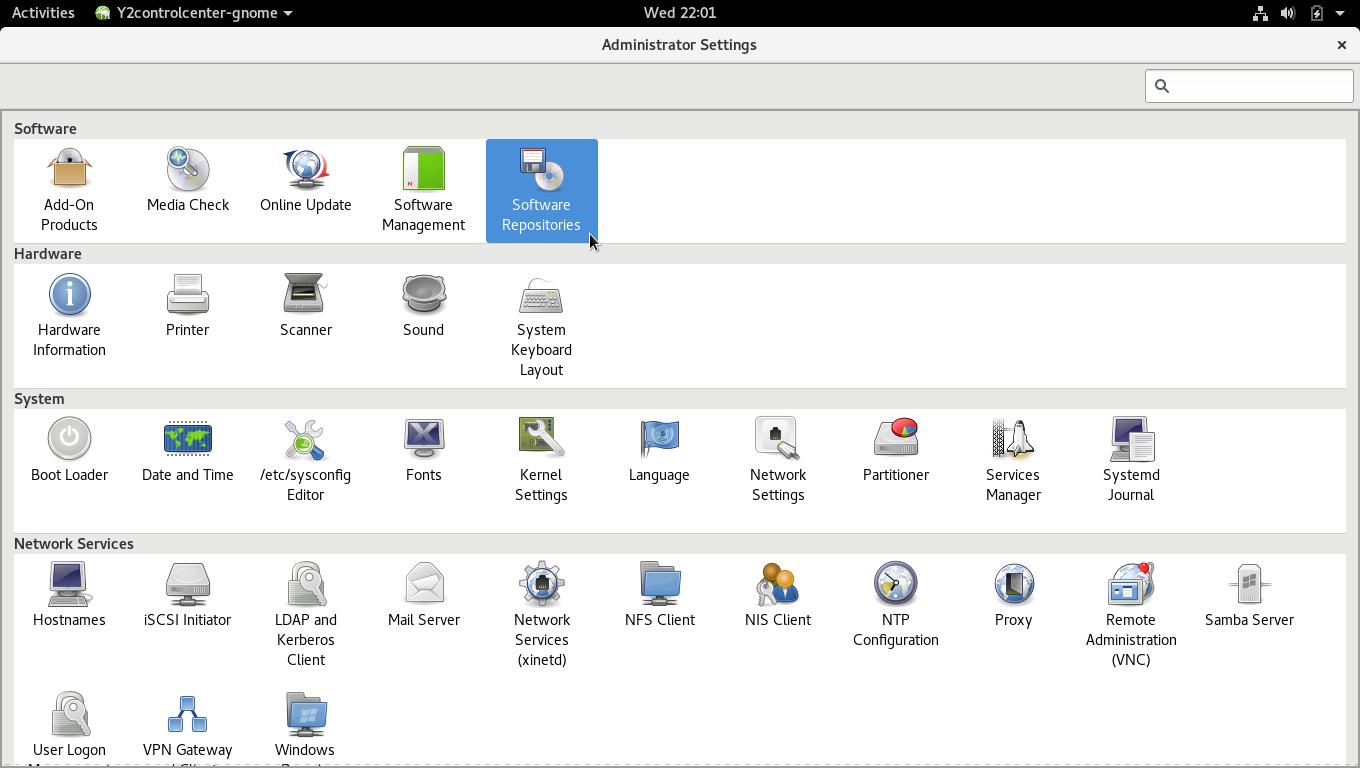 Activities Y2controlcenter-gnome Wed 22:01
Administrator Settings
Software
Add-On Products
Media Check
Online Update
Software Management
Software Repositories
Hardware
Hardware Information
Printer
Scanner
Sound
System Keyboard Layout
System
Boot Loader
Date and Time
/etc/sysconfig Editor
Fonts
Kernel Settings
Language
Network Settings
Partitioner
Services Manager
Systemd Journal
Network Services
Hostnames
iSCSI Initiator
LDAP and Kerberos Client
Mail Server
Network Services (xinetd)
NFS Client
NIS Client
NTP Configuration
Proxy
Remote Administration (VNC)
Samba Server
User Logon
VPN Gateway
Windows